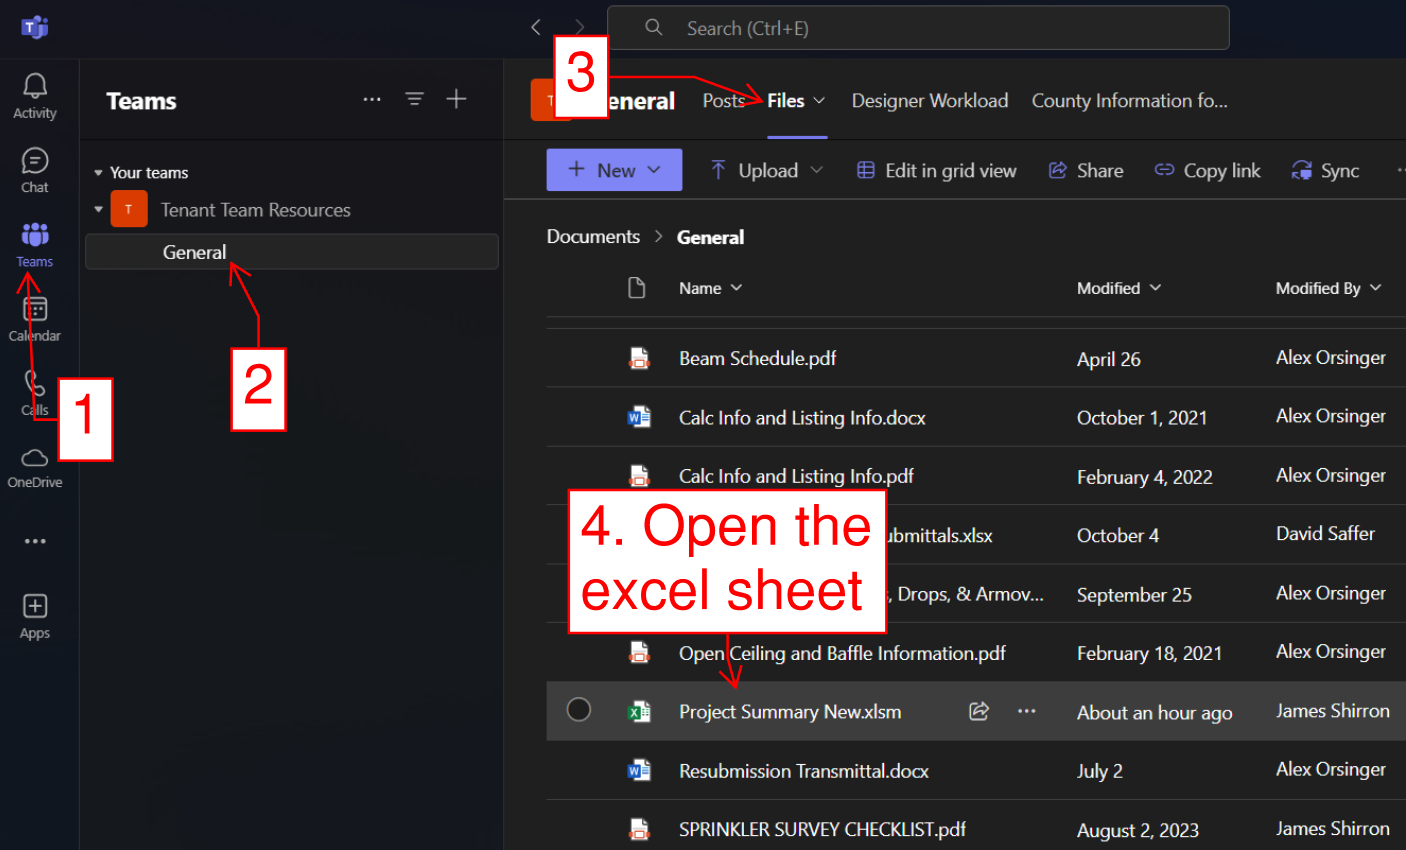 T
Search (Ctrl+E)
Activity
Chat
Teams
Calendar
Calls
OneDrive
Apps
Teams
Your teams
T
Tenant Team Resources
General
1
2
3
T
eneral
Posts
Files
Designer Workload
County Information fo...
New
Upload
Edit in grid view
Share
Copy link
Sync
Documents > General
Name
Modified
Modified By
Beam Schedule.pdf April 26 Alex Orsinger
Calc Info and Listing Info.docx October 1, 2021 Alex Orsinger
Calc Info and Listing Info.pdf February 4, 2022 Alex Orsinger
4. Open the
excel sheet
ubmittals.xlsx October 4 David Saffer
, Drops, & Armov... September 25 Alex Orsinger
Open Ceiling and Baffle Information.pdf February 18, 2021 Alex Orsinger
Project Summary New.xlsm About an hour ago James Shirron
Resubmission Transmittal.docx July 2 Alex Orsinger
SPRINKLER SURVEY CHECKLIST.pdf August 2, 2023 James Shirron